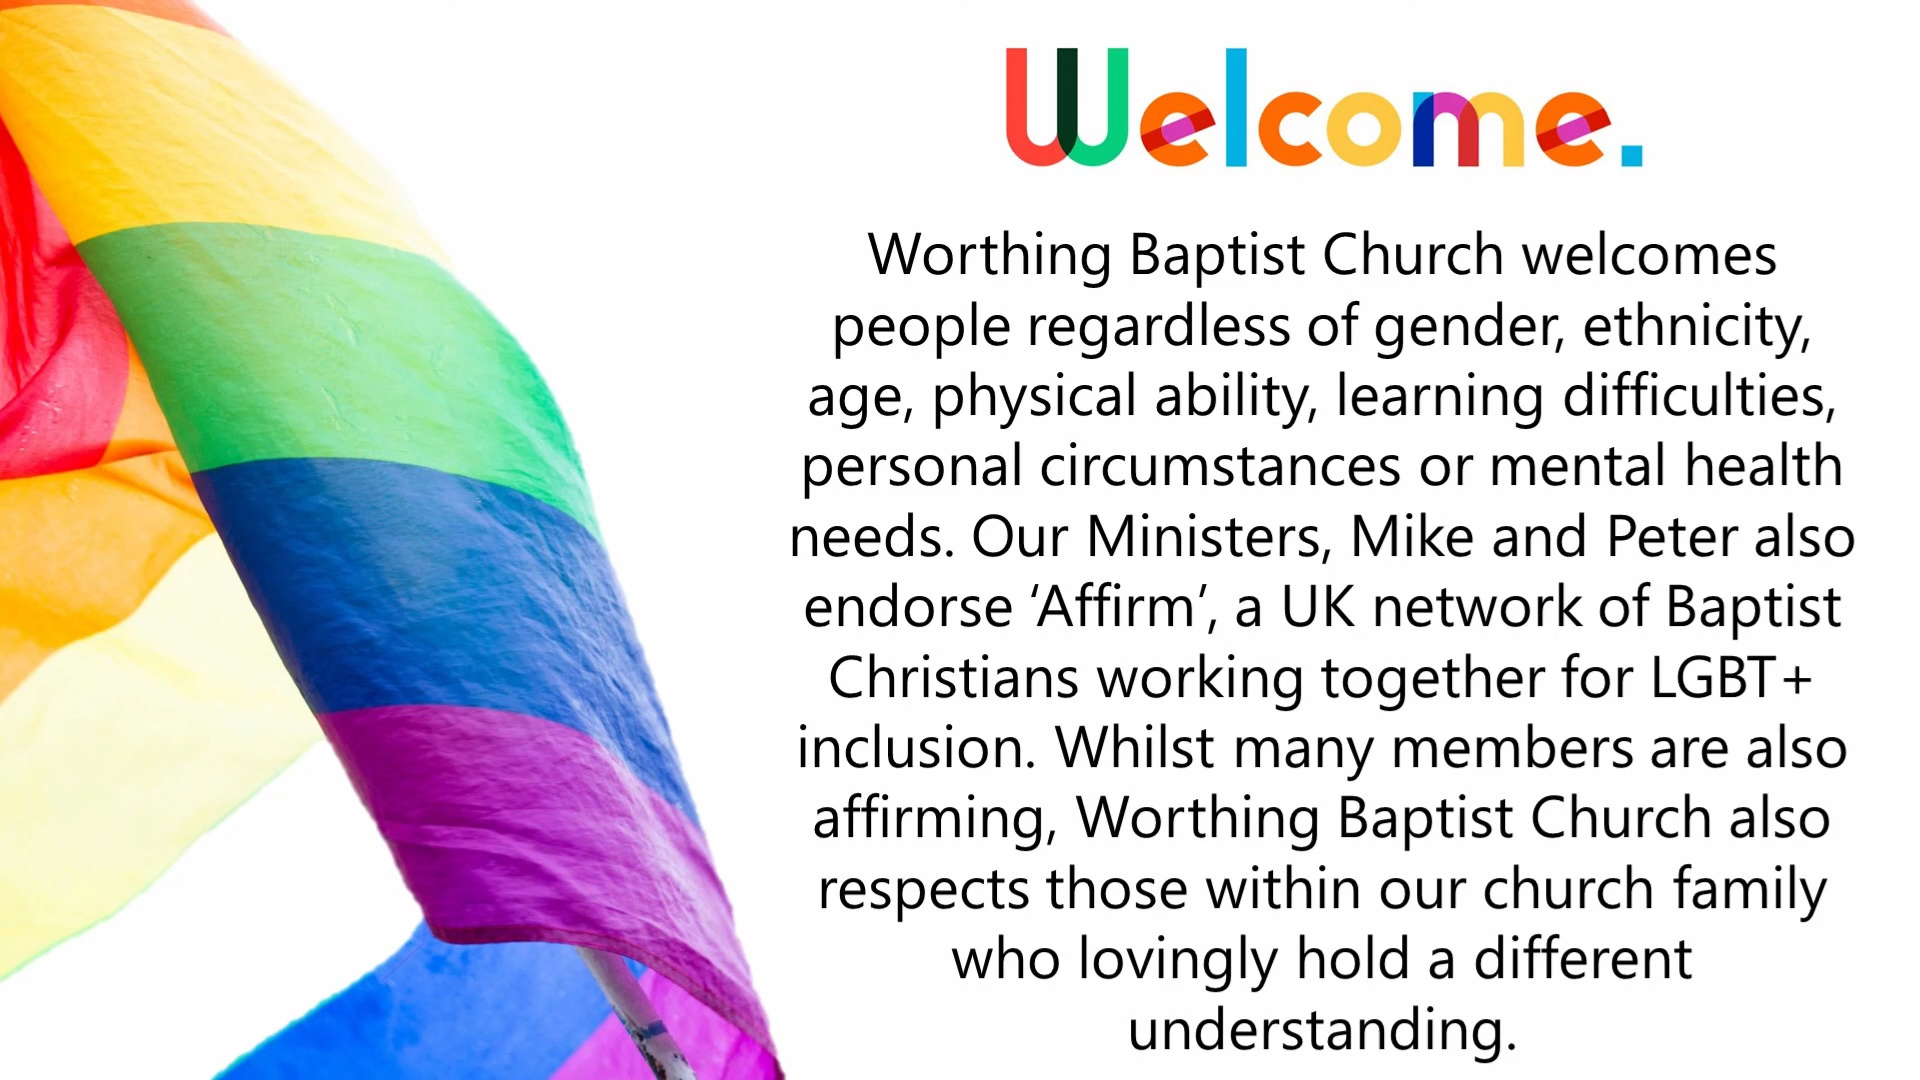 Welcome.
Worthing Baptist Church welcomes
people regardless of gender, ethnicity,
age, physical ability, learning difficulties,
personal circumstances or mental health
needs. Our Ministers, Mike and Peter also
endorse ‘Affirm’, a UK network of Baptist
Christians working together for LGBT+
inclusion. Whilst many members are also
affirming, Worthing Baptist Church also
respects those within our church family
who lovingly hold a different
understanding.